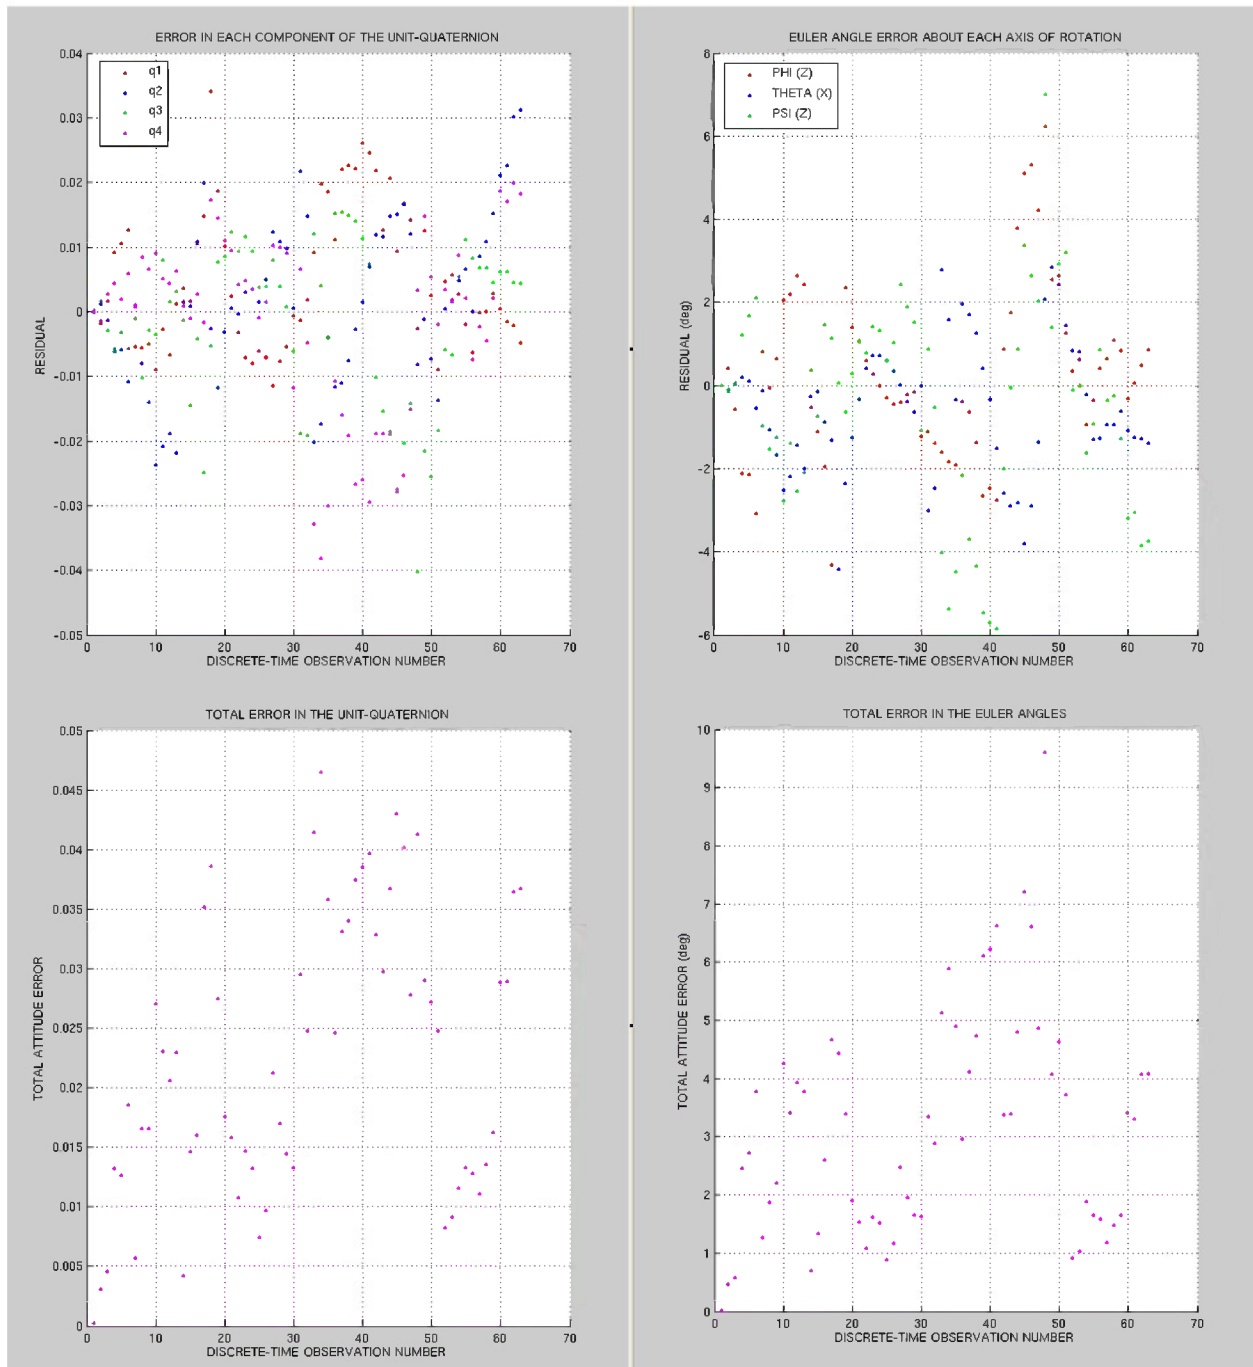 ERROR IN EACH COMPONENT OF THE UNIT-QUATERNION
0.04
0.03
0.02
0.01
0
-0.01
-0.02
-0.03
-0.04
-0.05
RESIDUAL
q1
q2
q3
q4
0 10 20 30 40 50 60 70
DISCRETE-TIME OBSERVATION NUMBER
EULER ANGLE ERROR ABOUT EACH AXIS OF ROTATION
8
6
4
2
0
-2
-4
-6
RESIDUAL (deg)
PHI (Z)
THETA (X)
PSI (Z)
0 10 20 30 40 50 60 70
DISCRETE-TIME OBSERVATION NUMBER
TOTAL ERROR IN THE UNIT-QUATERNION
0.05
0.045
0.04
0.035
0.03
0.025
0.02
0.015
0.01
0.005
0
TOTAL ATTITUDE ERROR
0 10 20 30 40 50 60 70
DISCRETE-TIME OBSERVATION NUMBER
TOTAL ERROR IN THE EULER ANGLES
10
9
8
7
6
5
4
3
2
1
0
TOTAL ATTITUDE ERROR (deg)
0 10 20 30 40 50 60 70
DISCRETE-TIME OBSERVATION NUMBER